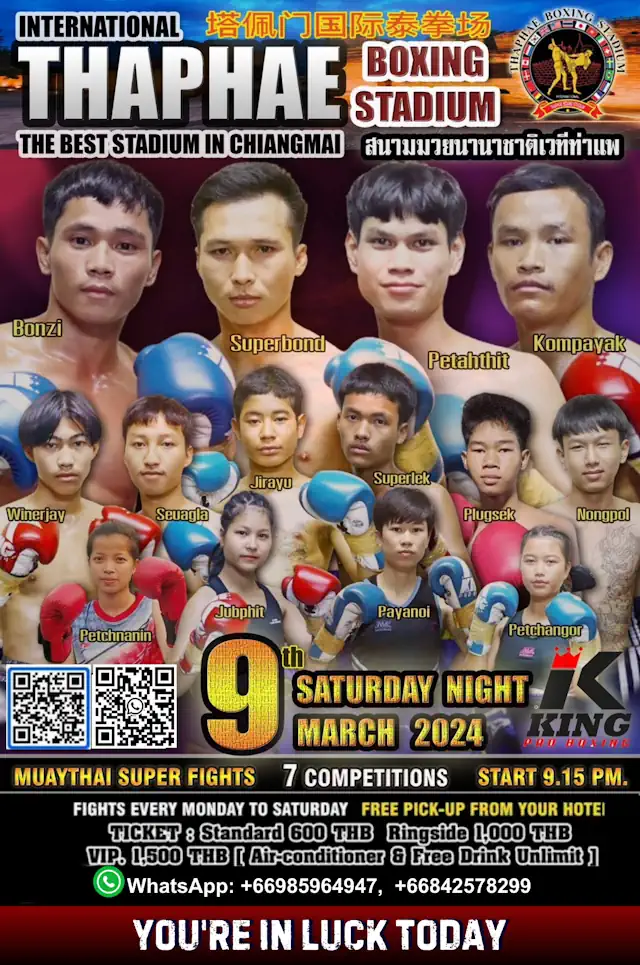 INTERNATIONAL
塔佩门国际泰拳场
THAPHAE
BOXING
STADIUM
THAPHAE BOXING STADIUM
THE BEST STADIUM IN CHIANGMAI
สนามมวยนานาชาติเวทีท่าแพ
Bonzi
Superbond
Petahthit
Kompayak
Winerjay
Seuagla
Jirayu
Superlek
Plugsek
Nongpol
Petchnanin
Jubphit
Payanoi
Petchangor
9th
SATURDAY NIGHT
MARCH 2024
K
KING
PRO BOXING
MUAYTHAI SUPER FIGHTS 7 COMPETITIONS START 9.15 PM.
FIGHTS EVERY MONDAY TO SATURDAY FREE PICK-UP FROM YOUR HOTEl
TICKET : Standard 600 THB Ringside 1,000 THB
VIP. 1,500 THB [ Air-conditioner & Free Drink Unlimit ]
WhatsApp: +66985964947, +66842578299
YOU'RE IN LUCK TODAY